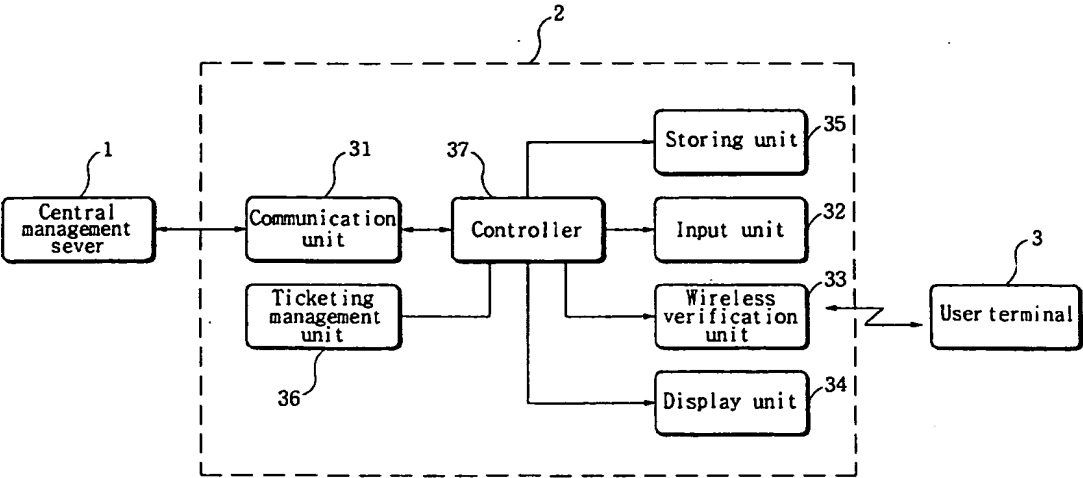 2
35
Storing unit
1
31
37
32
Central
management
sever
Communication
unit
Controller
Input unit
3
33
Ticketing
management
unit
Wireless
verification
unit
User terminal
36
34
Display unit